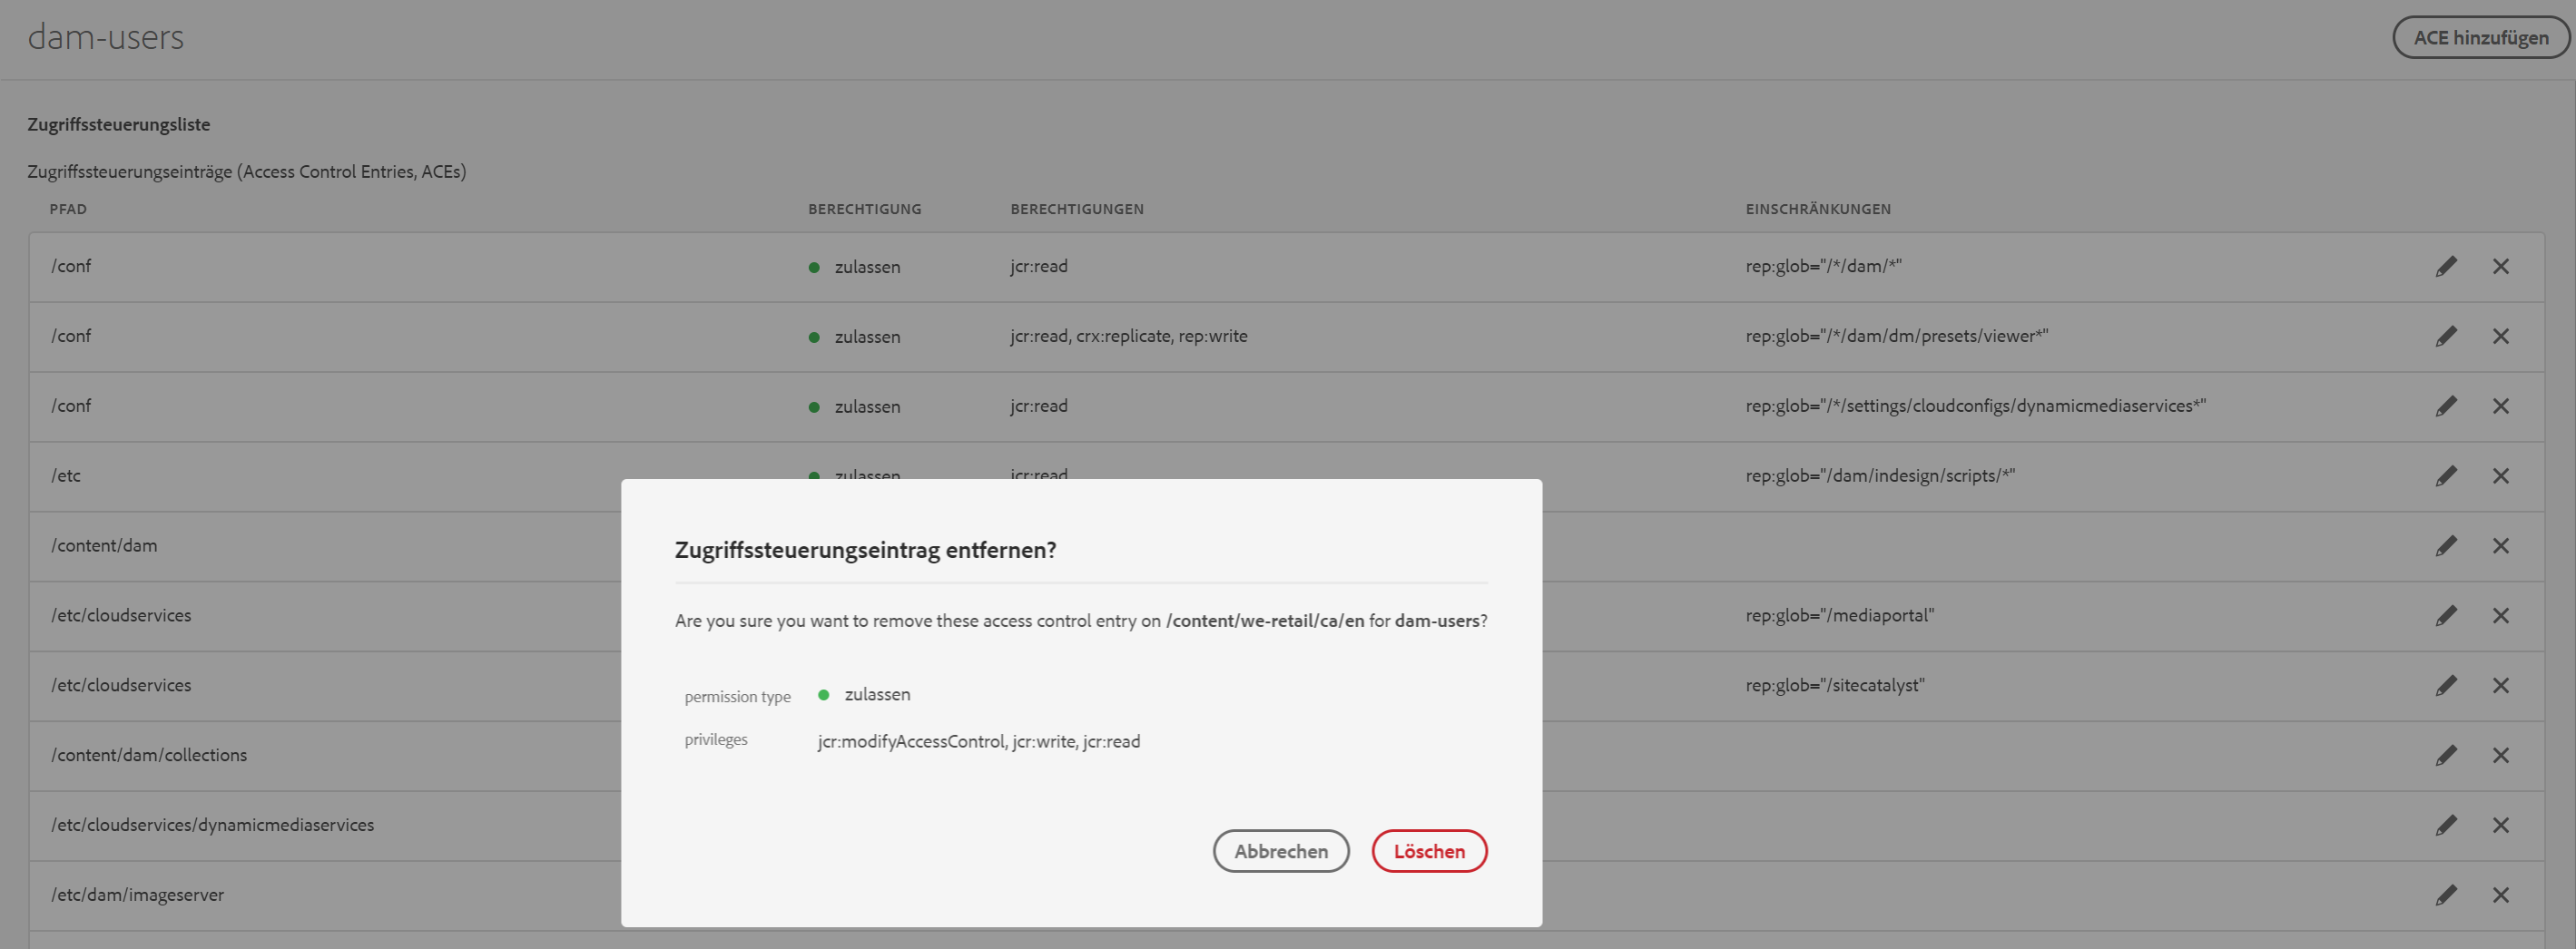 dam-users
ACE hinzufügen
Zugriffssteuerungsliste
Zugriffssteuerungseinträge (Access Control Entries, ACEs)
PFAD BERECHTIGUNG BERECHTIGUNGEN EINSCHRÄNKUNGEN
/conf zulassen jcr:read rep:glob="/*/dam/*"
/conf zulassen jcr:read, crx:replicate, rep:write rep:glob="/*/dam/dm/presets/viewer*"
/conf zulassen jcr:read rep:glob="/*/settings/cloudconfigs/dynamicmediaservices*"
/etc zulassen jcr:read rep:glob="/dam/indesign/scripts/*"
/content/dam
/etc/cloudservices rep:glob="/mediaportal"
/etc/cloudservices rep:glob="/sitecatalyst"
/content/dam/collections
/etc/cloudservices/dynamicmediaservices
/etc/dam/imageserver
Zugriffssteuerungseintrag entfernen?
Are you sure you want to remove these access control entry on /content/we-retail/ca/en for dam-users?
permission type zulassen
privileges jcr:modifyAccessControl, jcr:write, jcr:read
Abbrechen Löschen